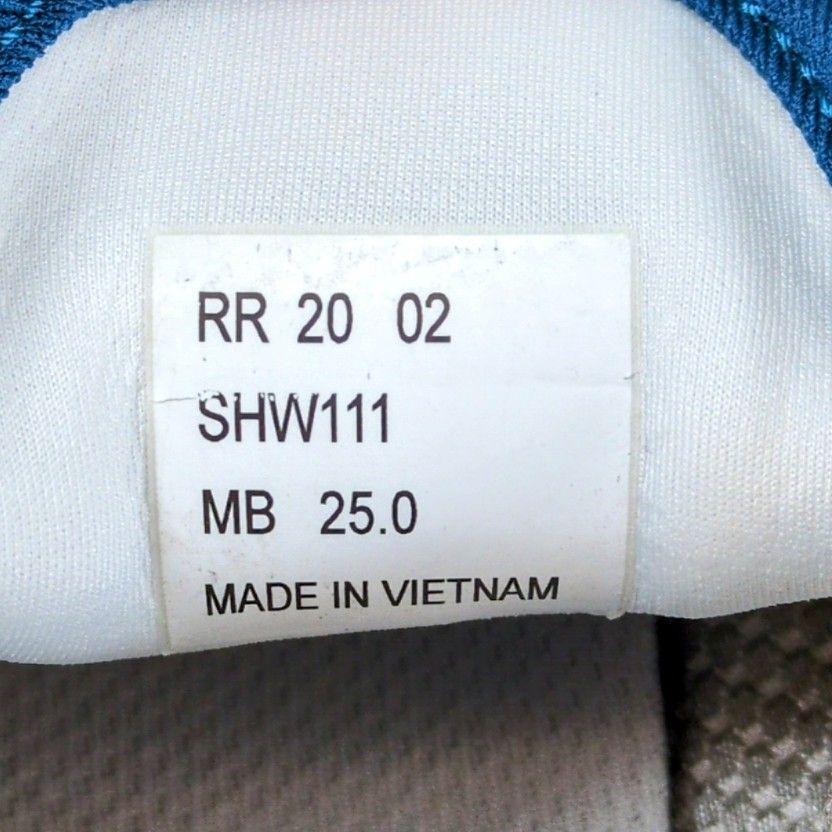 RR 20 02
SHW111
MB 25.0
MADE IN VIETNAM